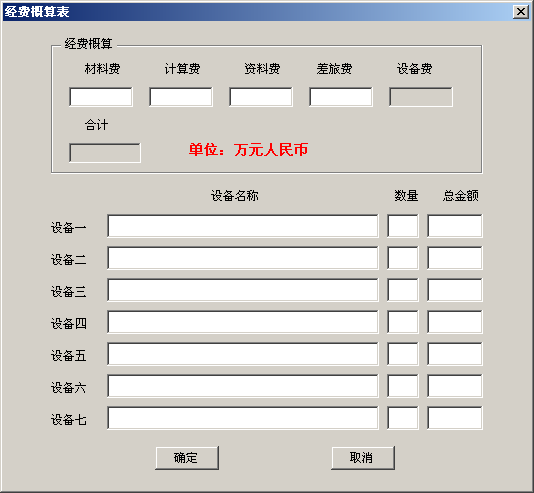 经费概算表
经费概算
材料费 计算费 资料费 差旅费 设备费
合计
单位：万元人民币
设备名称 数量 总金额
设备一
设备二
设备三
设备四
设备五
设备六
设备七
确定 取消